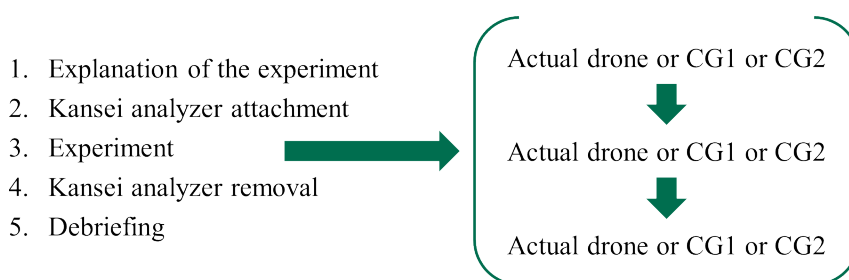 1. Explanation of the experiment
2. Kansei analyzer attachment
3. Experiment
4. Kansei analyzer removal
5. Debriefing
Actual drone or CG1 or CG2
Actual drone or CG1 or CG2
Actual drone or CG1 or CG2